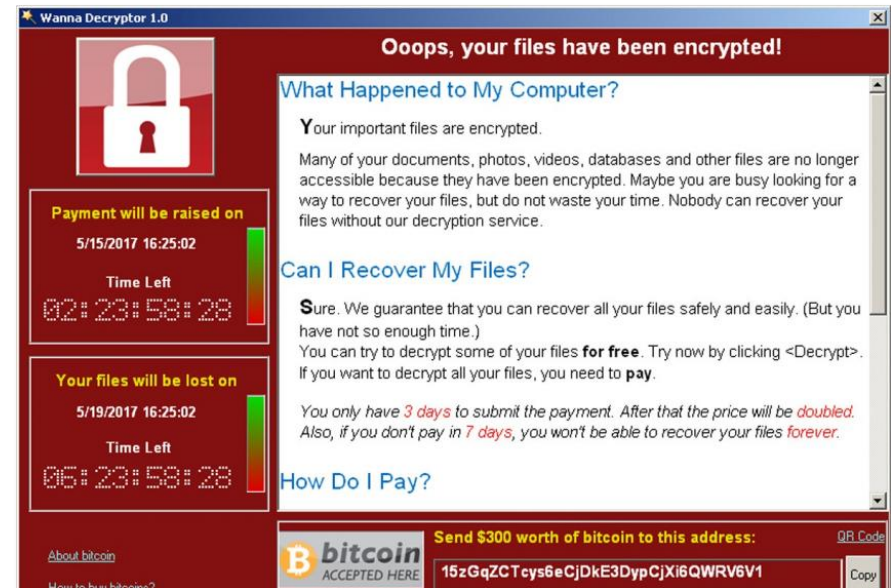 Wanna Decryptor 1.0
Ooops, your files have been encrypted!
Payment will be raised on
5/15/2017 16:25:02
Time Left
02:23:58:28
Your files will be lost on
5/19/2017 16:25:02
Time Left
06:23:58:28
About bitcoin
How to buy bitcoins?
What Happened to My Computer?
Your important files are encrypted.
Many of your documents, photos, videos, databases and other files are no longer
accessible because they have been encrypted. Maybe you are busy looking for a
way to recover your files, but do not waste your time. Nobody can recover your
files without our decryption service.
Can I Recover My Files?
Sure. We guarantee that you can recover all your files safely and easily. (But you
have not so enough time.)
You can try to decrypt some of your files for free. Try now by clicking <Decrypt>.
If you want to decrypt all your files, you need to pay.
You only have 3 days to submit the payment. After that the price will be doubled.
Also, if you don't pay in 7 days, you won't be able to recover your files forever.
How Do I Pay?
bitcoin
ACCEPTED HERE
Send $300 worth of bitcoin to this address:
QR Code
15zGqZCTcys6eCjDkE3DypCjXi6QWRV6V1
Copy